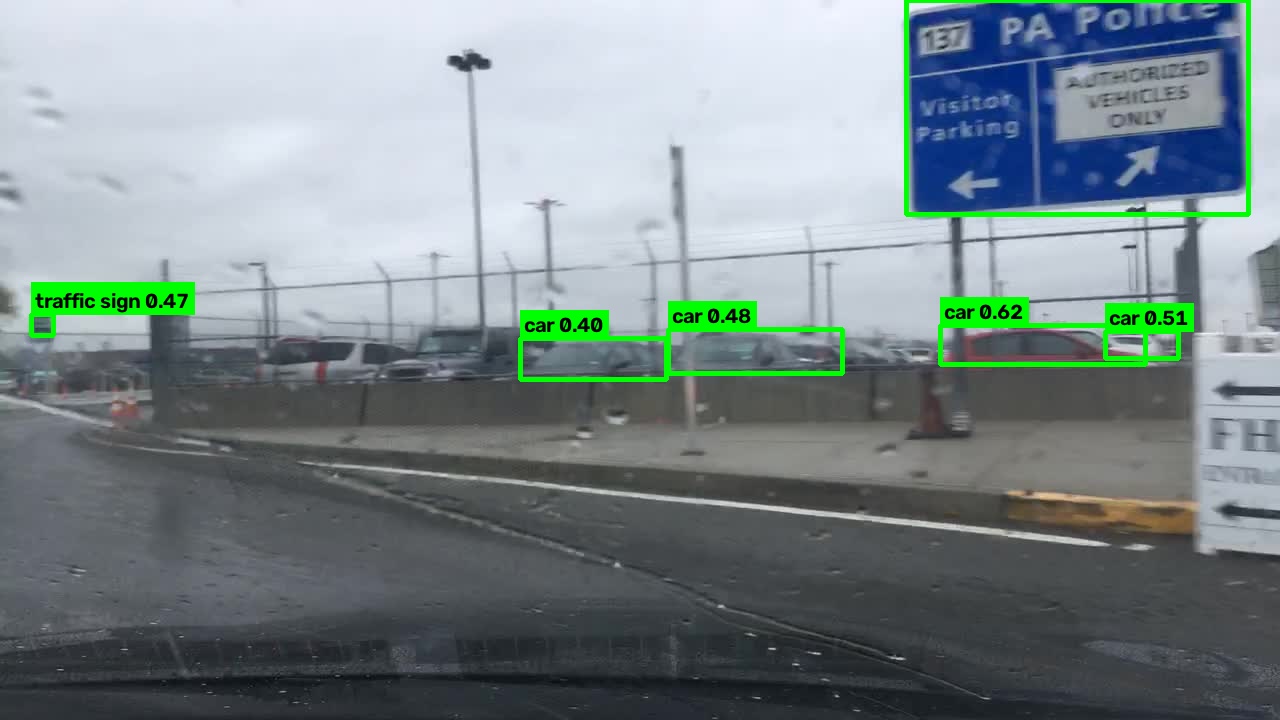 137 PA Police
Visitor
Parking
AUTHORIZED
VEHICLES
ONLY
traffic sign 0.47
car 0.40
car 0.48
car 0.62
car 0.51
FH